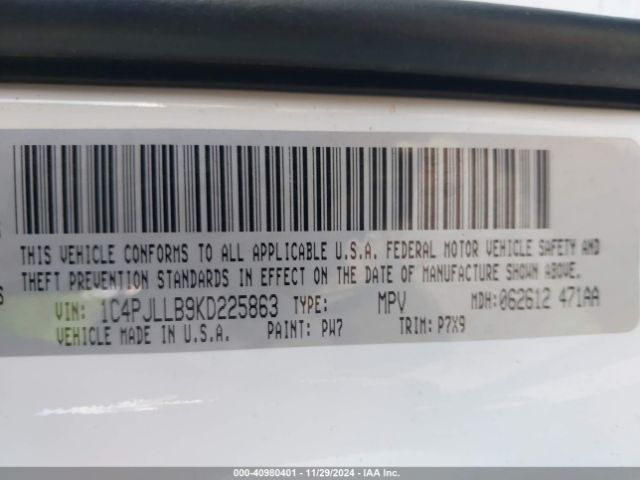 THIS VEHICLE CONFORMS TO ALL APPLICABLE U.S.A. FEDERAL MOTOR VEHICLE SAFETY AND
THEFT PREVENTION STANDARDS IN EFFECT ON THE DATE OF MANUFACTURE SHOWN ABOVE.
VIN: 1C4PJLLB9KD225863 TYPE: MPV MDH:062612 471AA
VEHICLE MADE IN U.S.A. PAINT: PW7 TRIM: P7X9
000-40980401 - 11/29/2024 - IAA Inc.